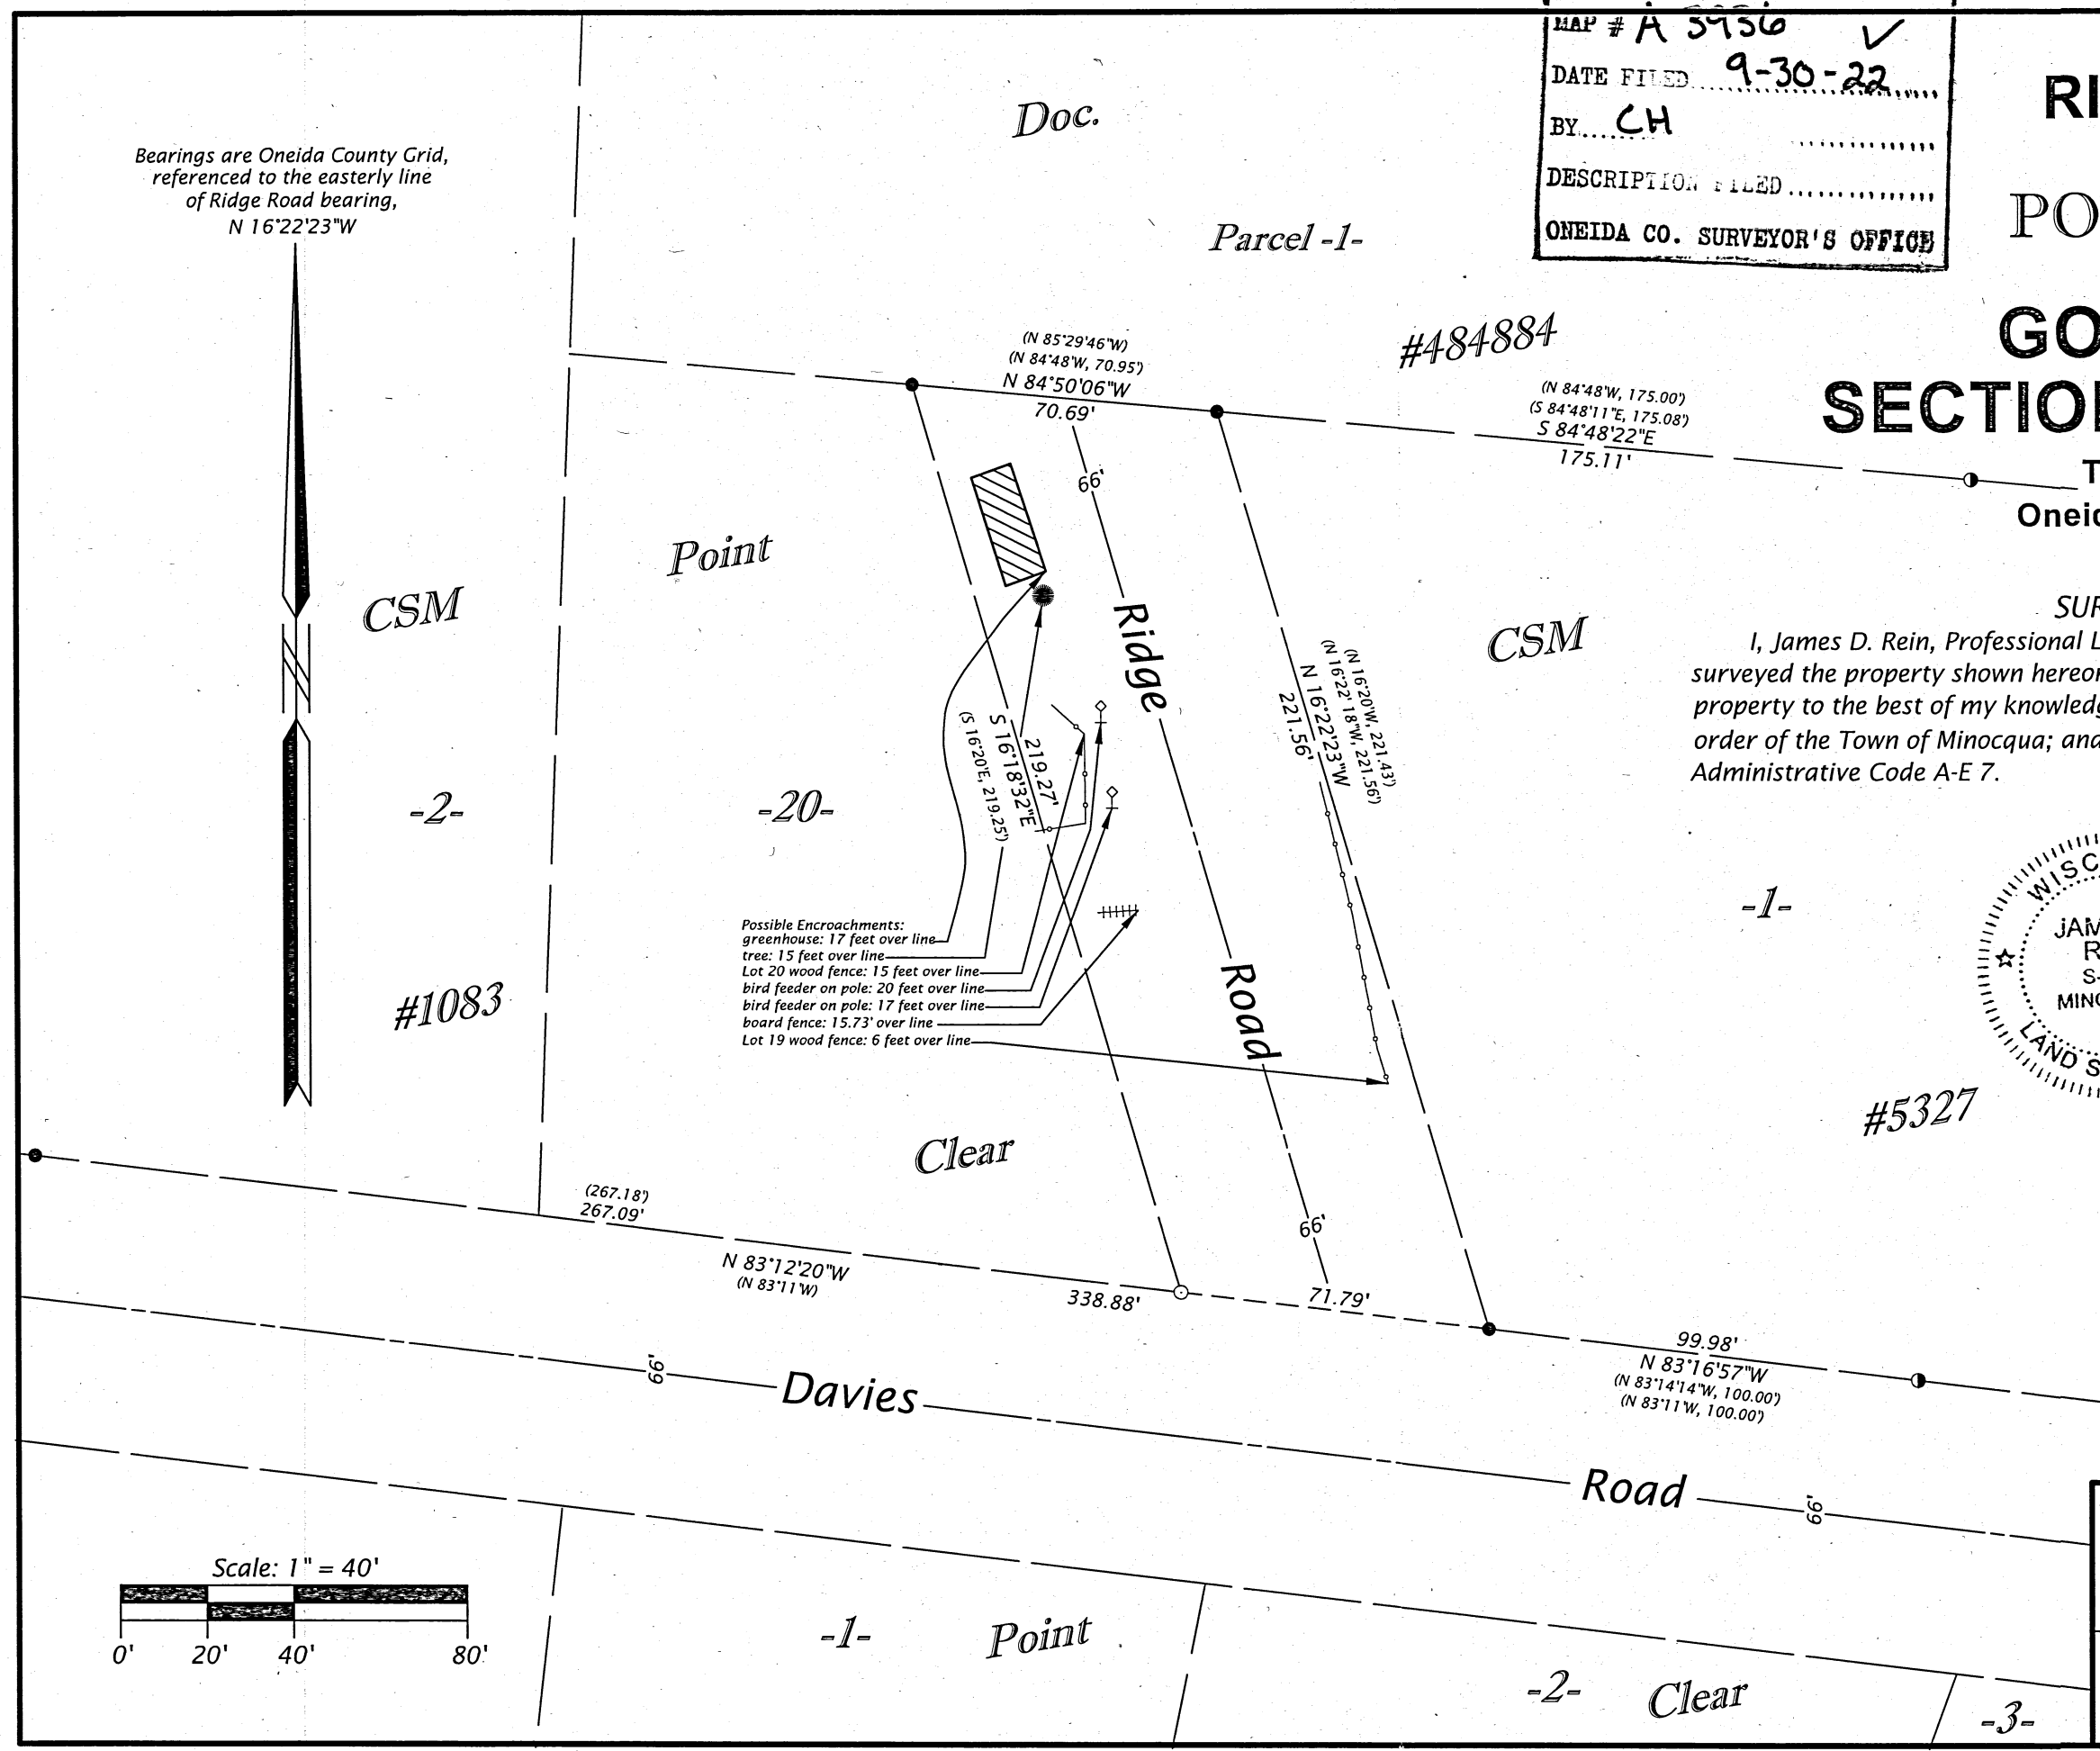 MAP # A 5956 ✓
DATE FILED 9-30-22
BY CH
DESCRIPTION FILED
ONEIDA CO. SURVEYOR'S OFFICE
RI
PO
GO
SECTION
T
Oneid
Bearings are Oneida County Grid,
referenced to the easterly line
of Ridge Road bearing,
N 16°22'23"W
Doc.
Parcel -1-
#484884
(N 85°29'46"W)
(N 84°48'W, 70.95')
N 84°50'06"W
70.69'
(N 84°48'W, 175.00')
(S 84°48'11"E, 175.08')
S 84°48'22"E
175.11'
66'
Point
CSM
Ridge
CSM
SUR
I, James D. Rein, Professional L
surveyed the property shown hereon
property to the best of my knowledg
order of the Town of Minocqua; and
Administrative Code A-E 7.
219.27'
S 16°18'32"E
(S 16°20'E, 219.25')
(N 16°20'W, 221.43')
(N 16°22'18"W, 221.56')
N 16°22'23"W
221.56'
-2-
-20-
-1-
WISC
JAM
R
S-
MINO
LAND S
Possible Encroachments:
greenhouse: 17 feet over line
tree: 15 feet over line
Lot 20 wood fence: 15 feet over line
bird feeder on pole: 20 feet over line
bird feeder on pole: 17 feet over line
board fence: 15.73' over line
Lot 19 wood fence: 6 feet over line
#1083
Road
#5327
Clear
(267.18')
267.09'
N 83°12'20"W
(N 83°11'W)
338.88'
66'
71.79'
99.98'
N 83°16'57"W
(N 83°14'14"W, 100.00')
(N 83°11'W, 100.00')
66'
Davies
Road
66'
Scale: 1" = 40'
0' 20' 40' 80'
-1- Point
-2- Clear
-3-